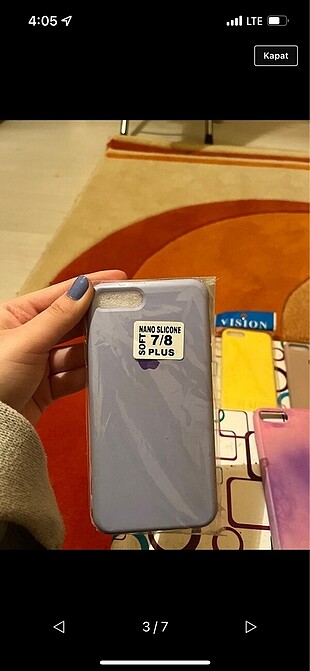 4:05
LTE
Kapat
NANO SLICONE
SOFT
7/8
PLUS
VISION
3/7